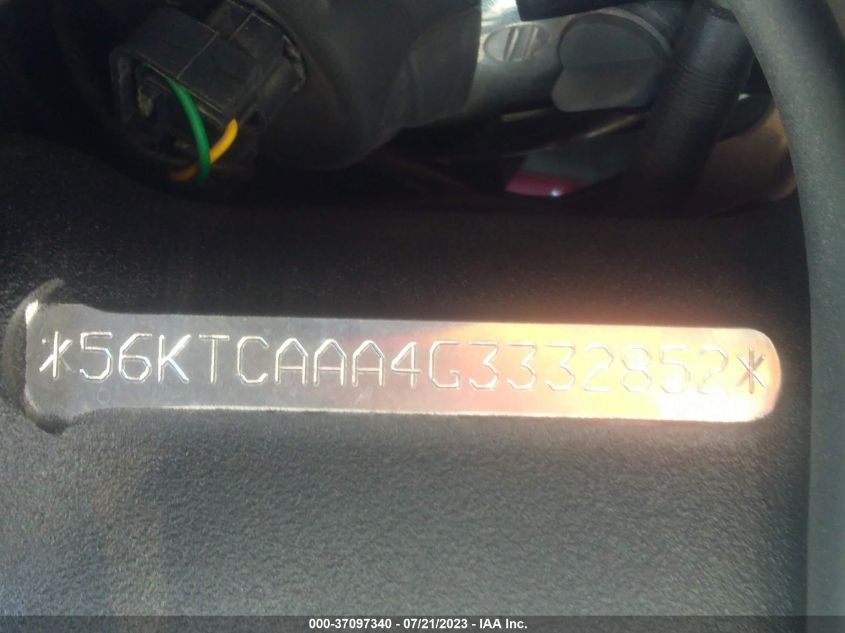 *56KTCAAA4G3332852*
000-37097340 - 07/21/2023 - IAA Inc.